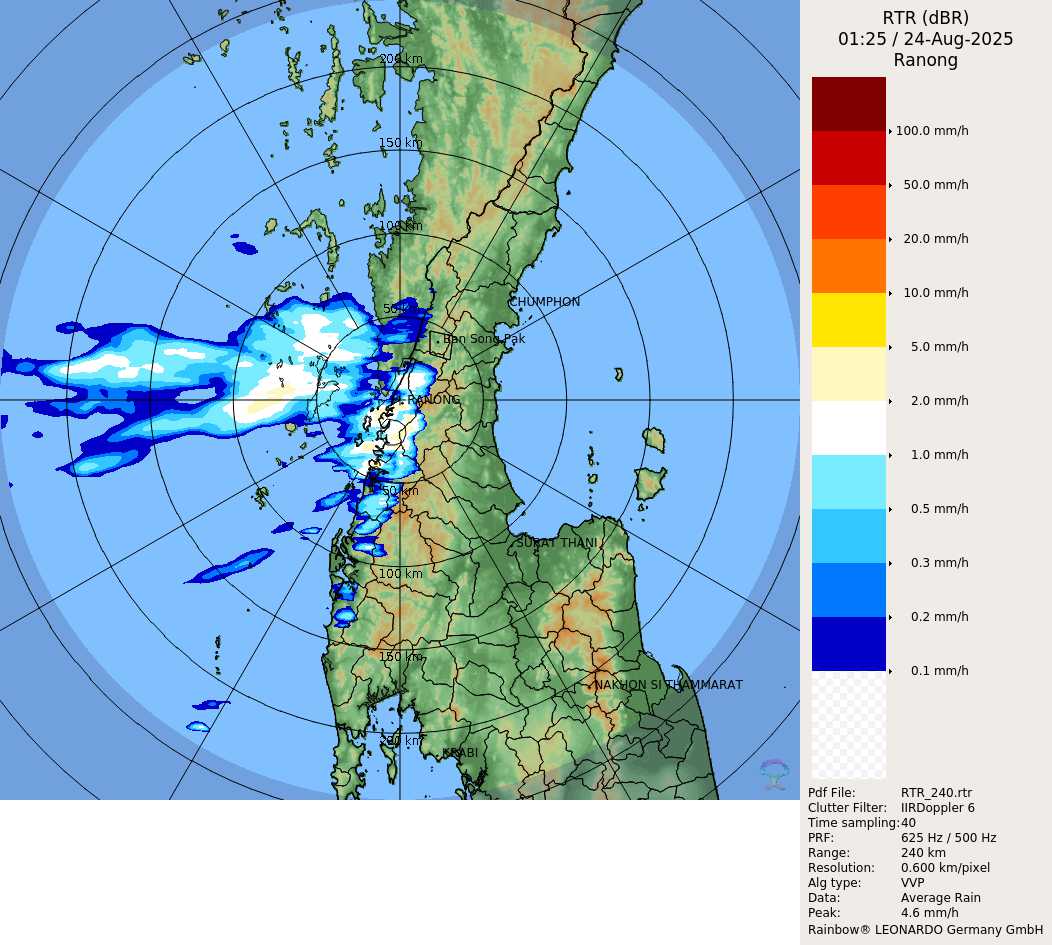 RTR (dBR)
01:25 / 24-Aug-2025
Ranong
100.0 mm/h
50.0 mm/h
20.0 mm/h
10.0 mm/h
5.0 mm/h
2.0 mm/h
1.0 mm/h
0.5 mm/h
0.3 mm/h
0.2 mm/h
0.1 mm/h
Pdf File: RTR_240.rtr
Clutter Filter: IIRDoppler 6
Time sampling: 40
PRF: 625 Hz / 500 Hz
Range: 240 km
Resolution: 0.600 km/pixel
Alg type: VVP
Data: Average Rain
Peak: 4.6 mm/h
Rainbow® LEONARDO Germany GmbH
200 km
150 km
100 km
CHUMPHON
50 km
Ban Song Pak
RANONG
50 km
SURAT THANI
100 km
150 km
NAKHON SI THAMMARAT
200 km
KRABI